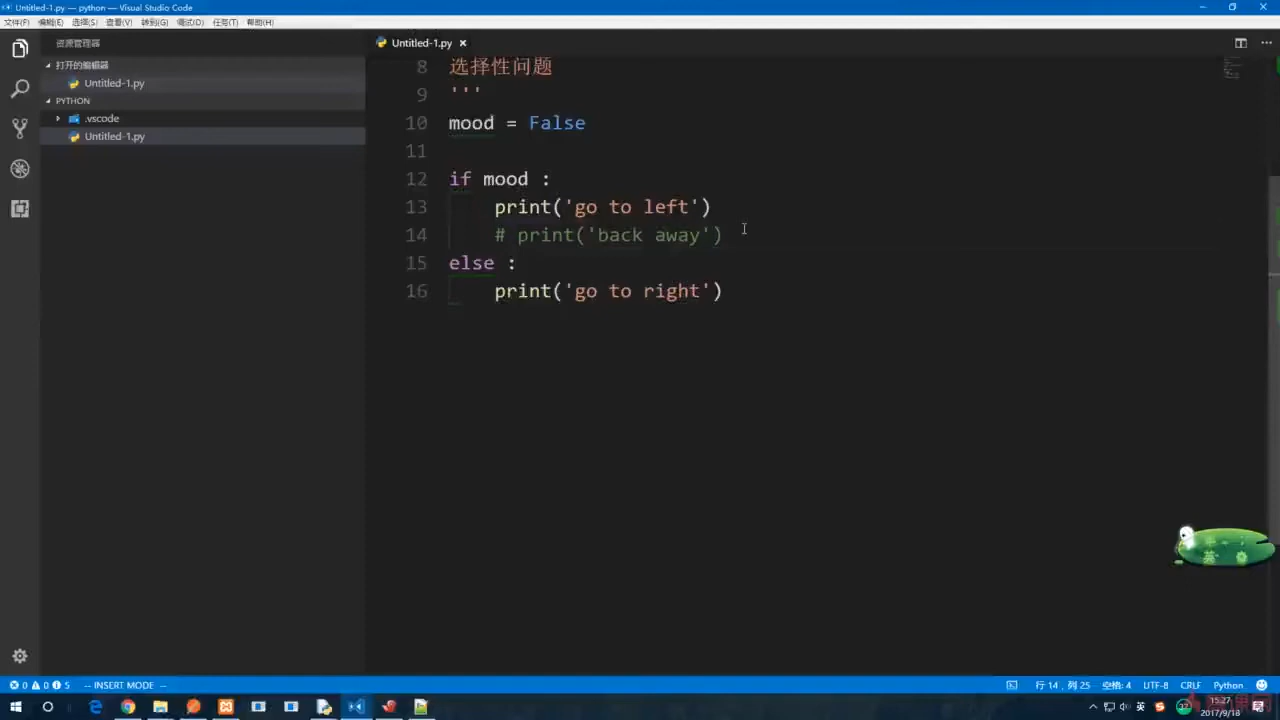 Untitled-1.py — python — Visual Studio Code
文件(F) 编辑(E) 选择(S) 查看(V) 转到(G) 调试(D) 任务(T) 帮助(H)
资源管理器
Untitled-1.py
打开的编辑器
Untitled-1.py
PYTHON
.vscode
Untitled-1.py
8 选择性问题
9 '''
10 mood = False
11
12 if mood :
13 print('go to left')
14 # print('back away')
15 else :
16 print('go to right')
英
0 0 5 -- INSERT MODE --
行 14，列 25 空格: 4 UTF-8 CRLF Python
英 15:27
2017/9/18